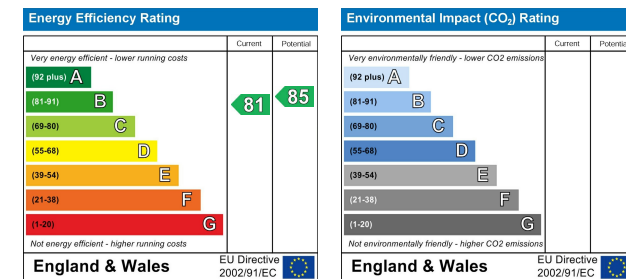 Energy Efficiency Rating
Current Potential
Very energy efficient - lower running costs
(92 plus) A
(81-91) B
(69-80) C
(55-68) D
(39-54) E
(21-38) F
(1-20) G
81
85
Not energy efficient - higher running costs
England & Wales
EU Directive
2002/91/EC
Environmental Impact (CO₂) Rating
Current Potential
Very environmentally friendly - lower CO2 emissions
(92 plus) A
(81-91) B
(69-80) C
(55-68) D
(39-54) E
(21-38) F
(1-20) G
Not environmentally friendly - higher CO2 emissions
England & Wales
EU Directive
2002/91/EC